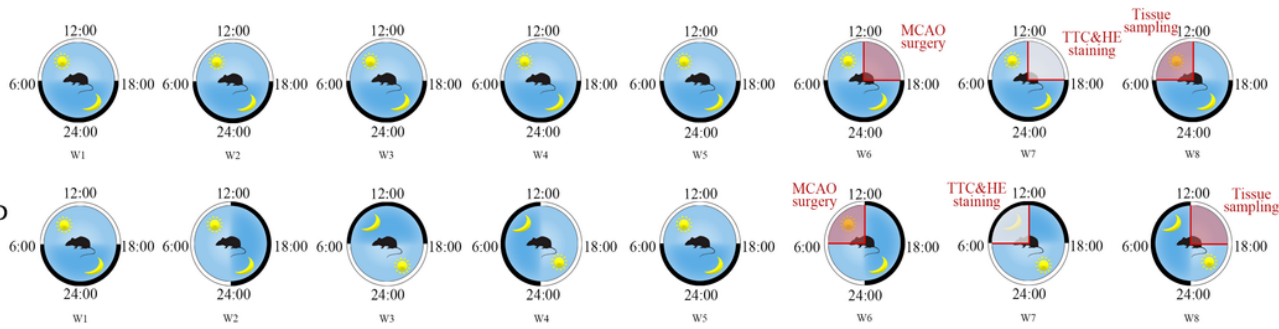 12:00 12:00 12:00 12:00 12:00 12:00 MCAO surgery 12:00 TTC&HE staining Tissue sampling 12:00
6:00 18:00 6:00 18:00 6:00 18:00 6:00 18:00 6:00 18:00 6:00 18:00 6:00 18:00 6:00 18:00
24:00 24:00 24:00 24:00 24:00 24:00 24:00 24:00
W1 W2 W3 W4 W5 W6 W7 W8
12:00 12:00 12:00 12:00 12:00 MCAO surgery 12:00 TTC&HE staining 12:00 12:00 Tissue sampling
6:00 18:00 6:00 18:00 6:00 18:00 6:00 18:00 6:00 18:00 6:00 18:00 6:00 18:00 6:00 18:00
24:00 24:00 24:00 24:00 24:00 24:00 24:00 24:00
W1 W2 W3 W4 W5 W6 W7 W8